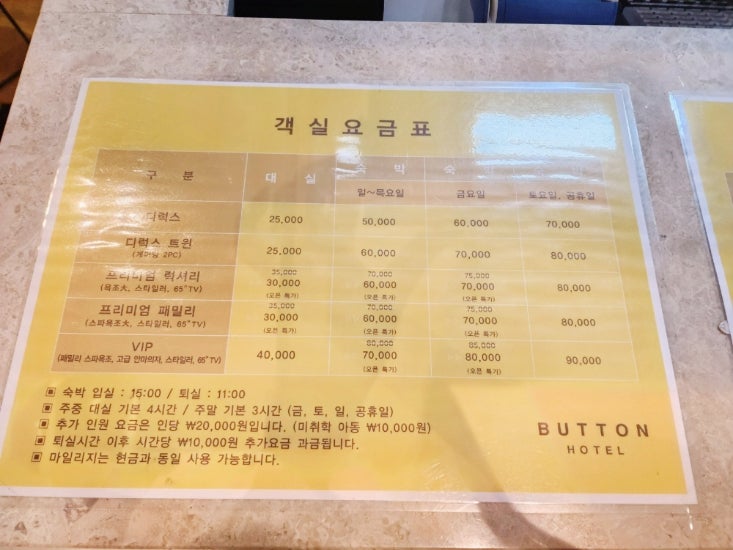 객실요금표
구 분 대 실 숙 박 숙
일~목요일 금요일 토요일, 공휴일
디럭스 25,000 50,000 60,000 70,000
디럭스 트윈 25,000 60,000 70,000 80,000
(게이밍 2PC)
프리미엄 럭셔리 35,000 70,000 75,000
30,000 60,000 70,000 80,000
(욕조大, 스타일러, 65"TV) (오픈 특가) (오픈 특가) (오픈 특가)
프리미엄 패밀리 35,000 70,000 75,000
30,000 60,000 70,000 80,000
(스파욕조大, 스타일러, 65"TV) (오픈 특가) (오픈 특가) (오픈 특가)
VIP 40,000 80,000 85,000
70,000 80,000 90,000
(패밀리 스파욕조, 고급 안마의자, 스타일러, 65"TV) (오픈 특가) (오픈 특가)
▣ 숙박 입실 : 15:00 / 퇴실 : 11:00
▣ 주중 대실 기본 4시간 / 주말 기본 3시간 (금, 토, 일, 공휴일)
▣ 추가 인원 요금은 인당 ₩20,000원입니다. (미취학 아동 ₩10,000원)
▣ 퇴실시간 이후 시간당 ₩10,000원 추가요금 과금됩니다.
▣ 마일리지는 현금과 동일 사용 가능합니다.
BUTTON
HOTEL